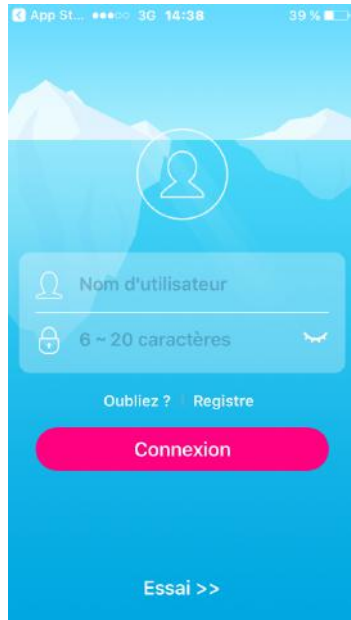 App St... 3G 14:38 39 %
Nom d'utilisateur
6 ~ 20 caractères
Oubliez ? Registre
Connexion
Essai >>